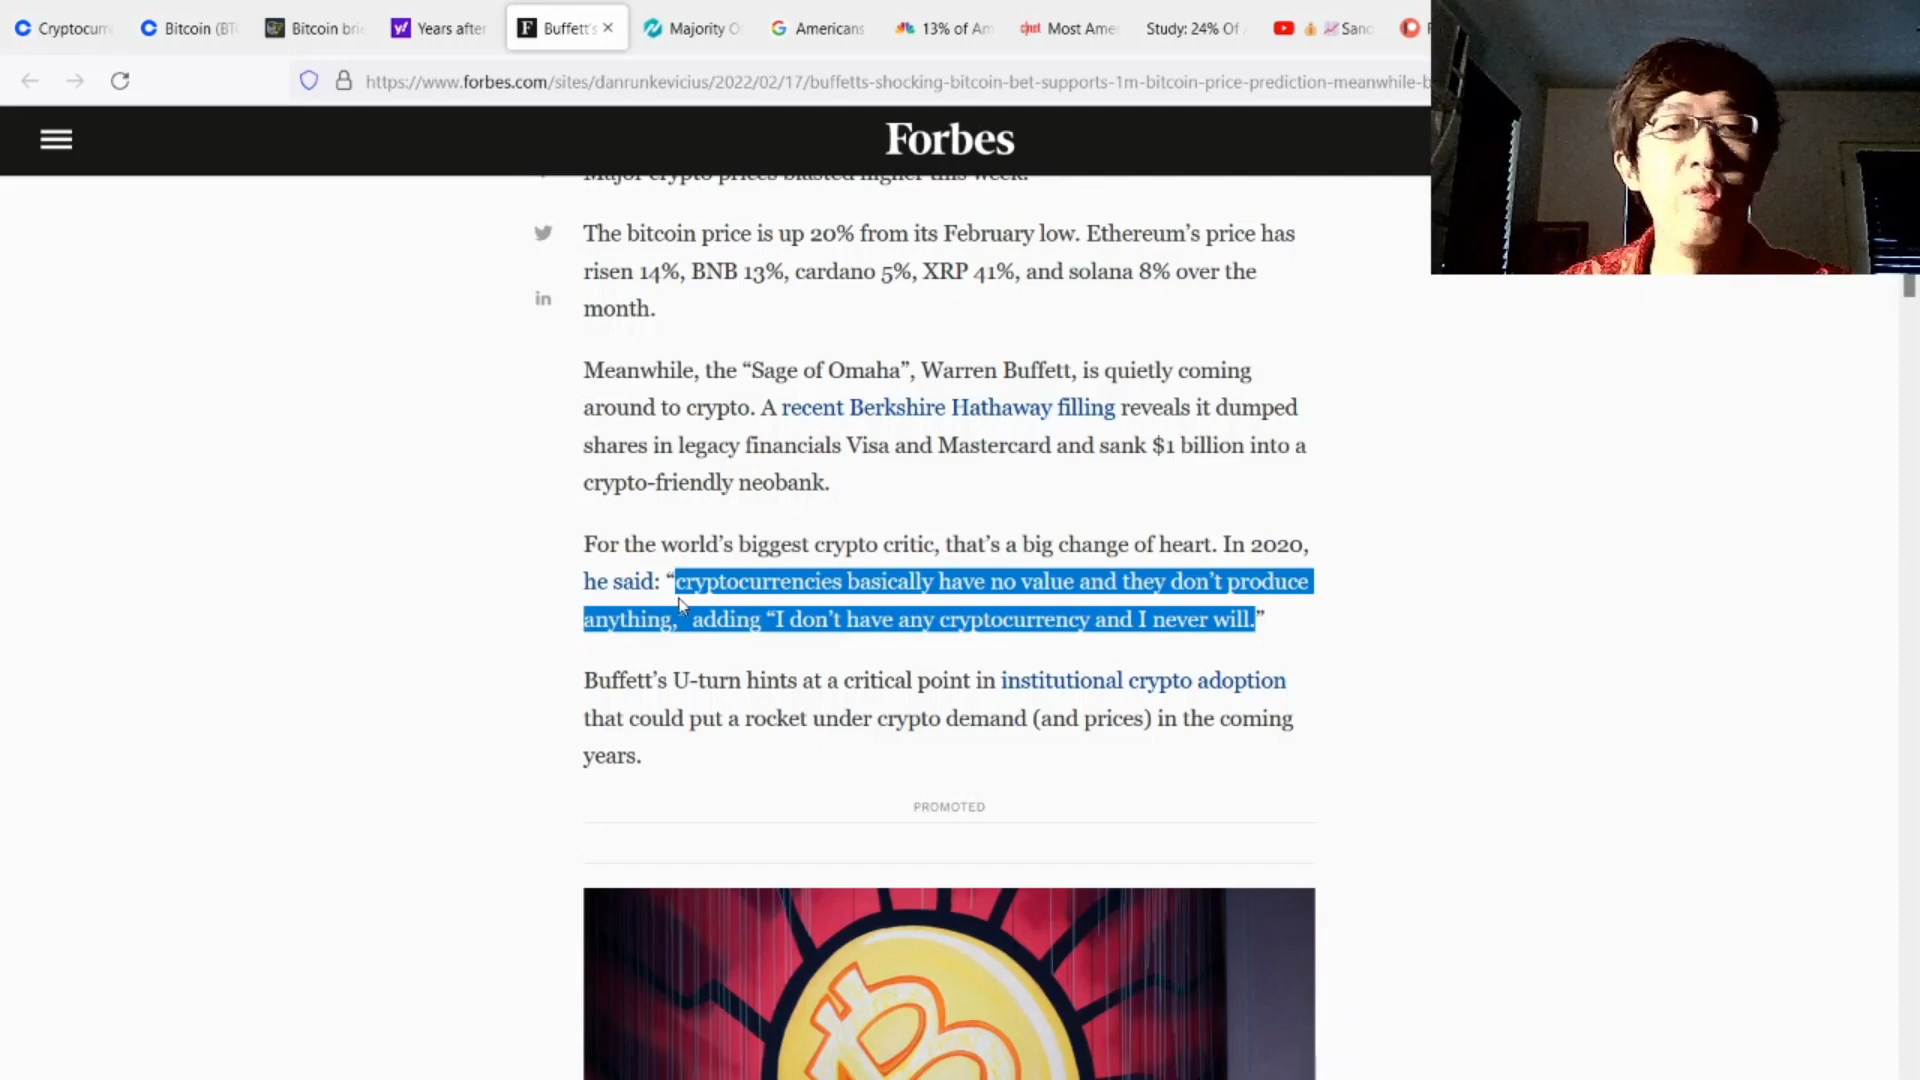 Cryptocurr
Bitcoin (BT
Bitcoin bri
Years after
Buffett's
Majority O
Americans
13% of Am
Most Ame
Study: 24% Of
Sanc
https://www.forbes.com/sites/danrunkevicius/2022/02/17/buffetts-shocking-bitcoin-bet-supports-1m-bitcoin-price-prediction-meanwhile-b
Forbes
Major crypto prices blasted higher this week.
The bitcoin price is up 20% from its February low. Ethereum’s price has
risen 14%, BNB 13%, cardano 5%, XRP 41%, and solana 8% over the
month.
Meanwhile, the “Sage of Omaha”, Warren Buffett, is quietly coming
around to crypto. A recent Berkshire Hathaway filling reveals it dumped
shares in legacy financials Visa and Mastercard and sank $1 billion into a
crypto-friendly neobank.
For the world’s biggest crypto critic, that’s a big change of heart. In 2020,
he said: “cryptocurrencies basically have no value and they don’t produce
anything,” adding “I don’t have any cryptocurrency and I never will.”
Buffett’s U-turn hints at a critical point in institutional crypto adoption
that could put a rocket under crypto demand (and prices) in the coming
years.
PROMOTED